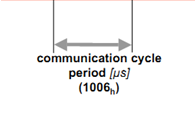 communication cycle
period [µs]
(1006h)